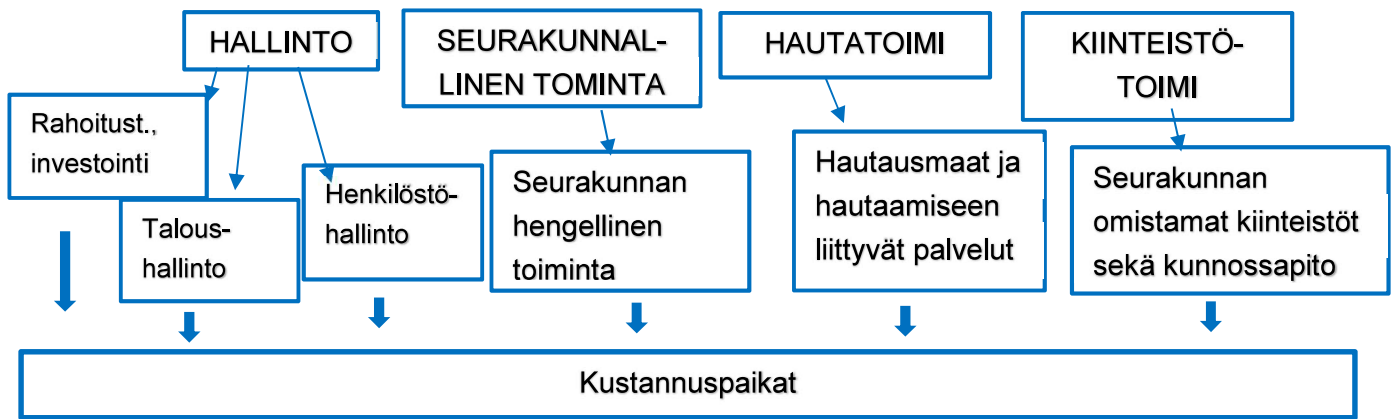 HALLINTO
SEURAKUNNAL-
LINEN TOMINTA
HAUTATOIMI
KIINTEISTÖ-
TOIMI
Rahoitust.,
investointi
Talous-
hallinto
Henkilöstö-
hallinto
Seurakunnan
hengellinen
toiminta
Hautausmaat ja
hautaamiseen
liittyvät palvelut
Seurakunnan
omistamat kiinteistöt
sekä kunnossapito
Kustannuspaikat